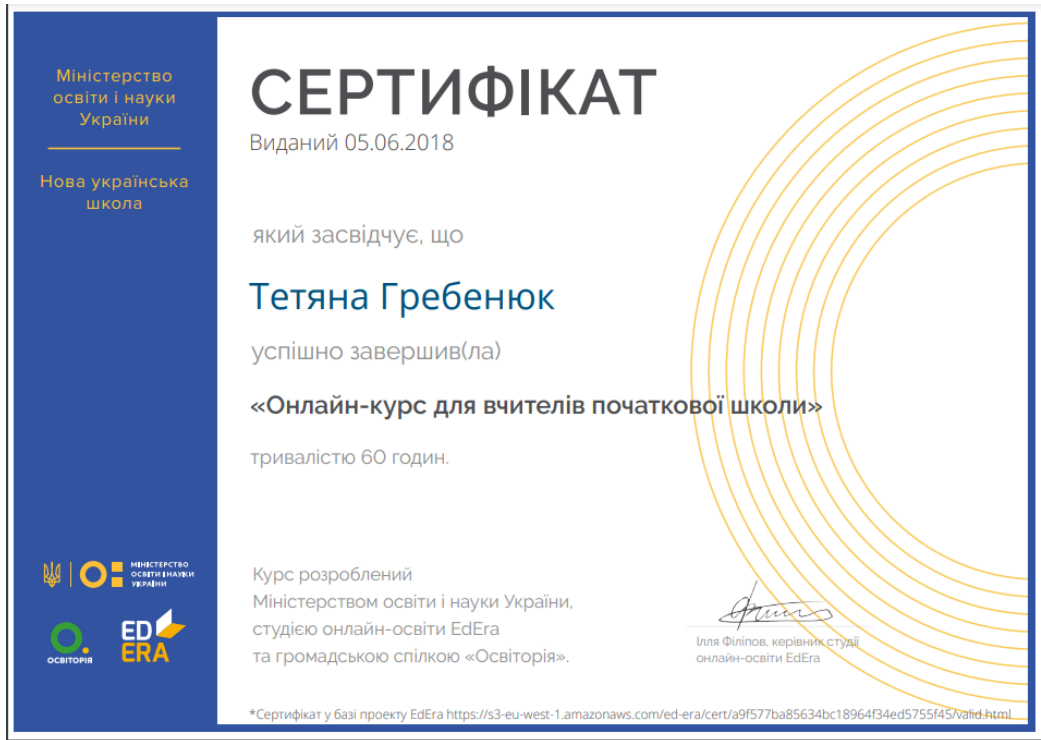 Міністерство
освіти і науки
України
Нова українська
школа
СЕРТИФІКАТ
Виданий 05.06.2018
який засвідчує, що
Тетяна Гребенюк
успішно завершив(ла)
«Онлайн-курс для вчителів початкової школи»
тривалістю 60 годин.
МІНІСТЕРСТВО
ОСВІТИ І НАУКИ
УКРАЇНИ
ОСВІТОРІЯ
ED
ERA
Курс розроблений
Міністерством освіти і науки України,
студією онлайн-освіти EdEra
та громадською спілкою «Освіторія».
Ілля Філіпов, керівник студії
онлайн-освіти EdEra
*Сертифікат у базі проекту EdEra https://s3-eu-west-1.amazonaws.com/ed-era/cert/a9f577ba85634bc18964f34ed5755f45/valid.html